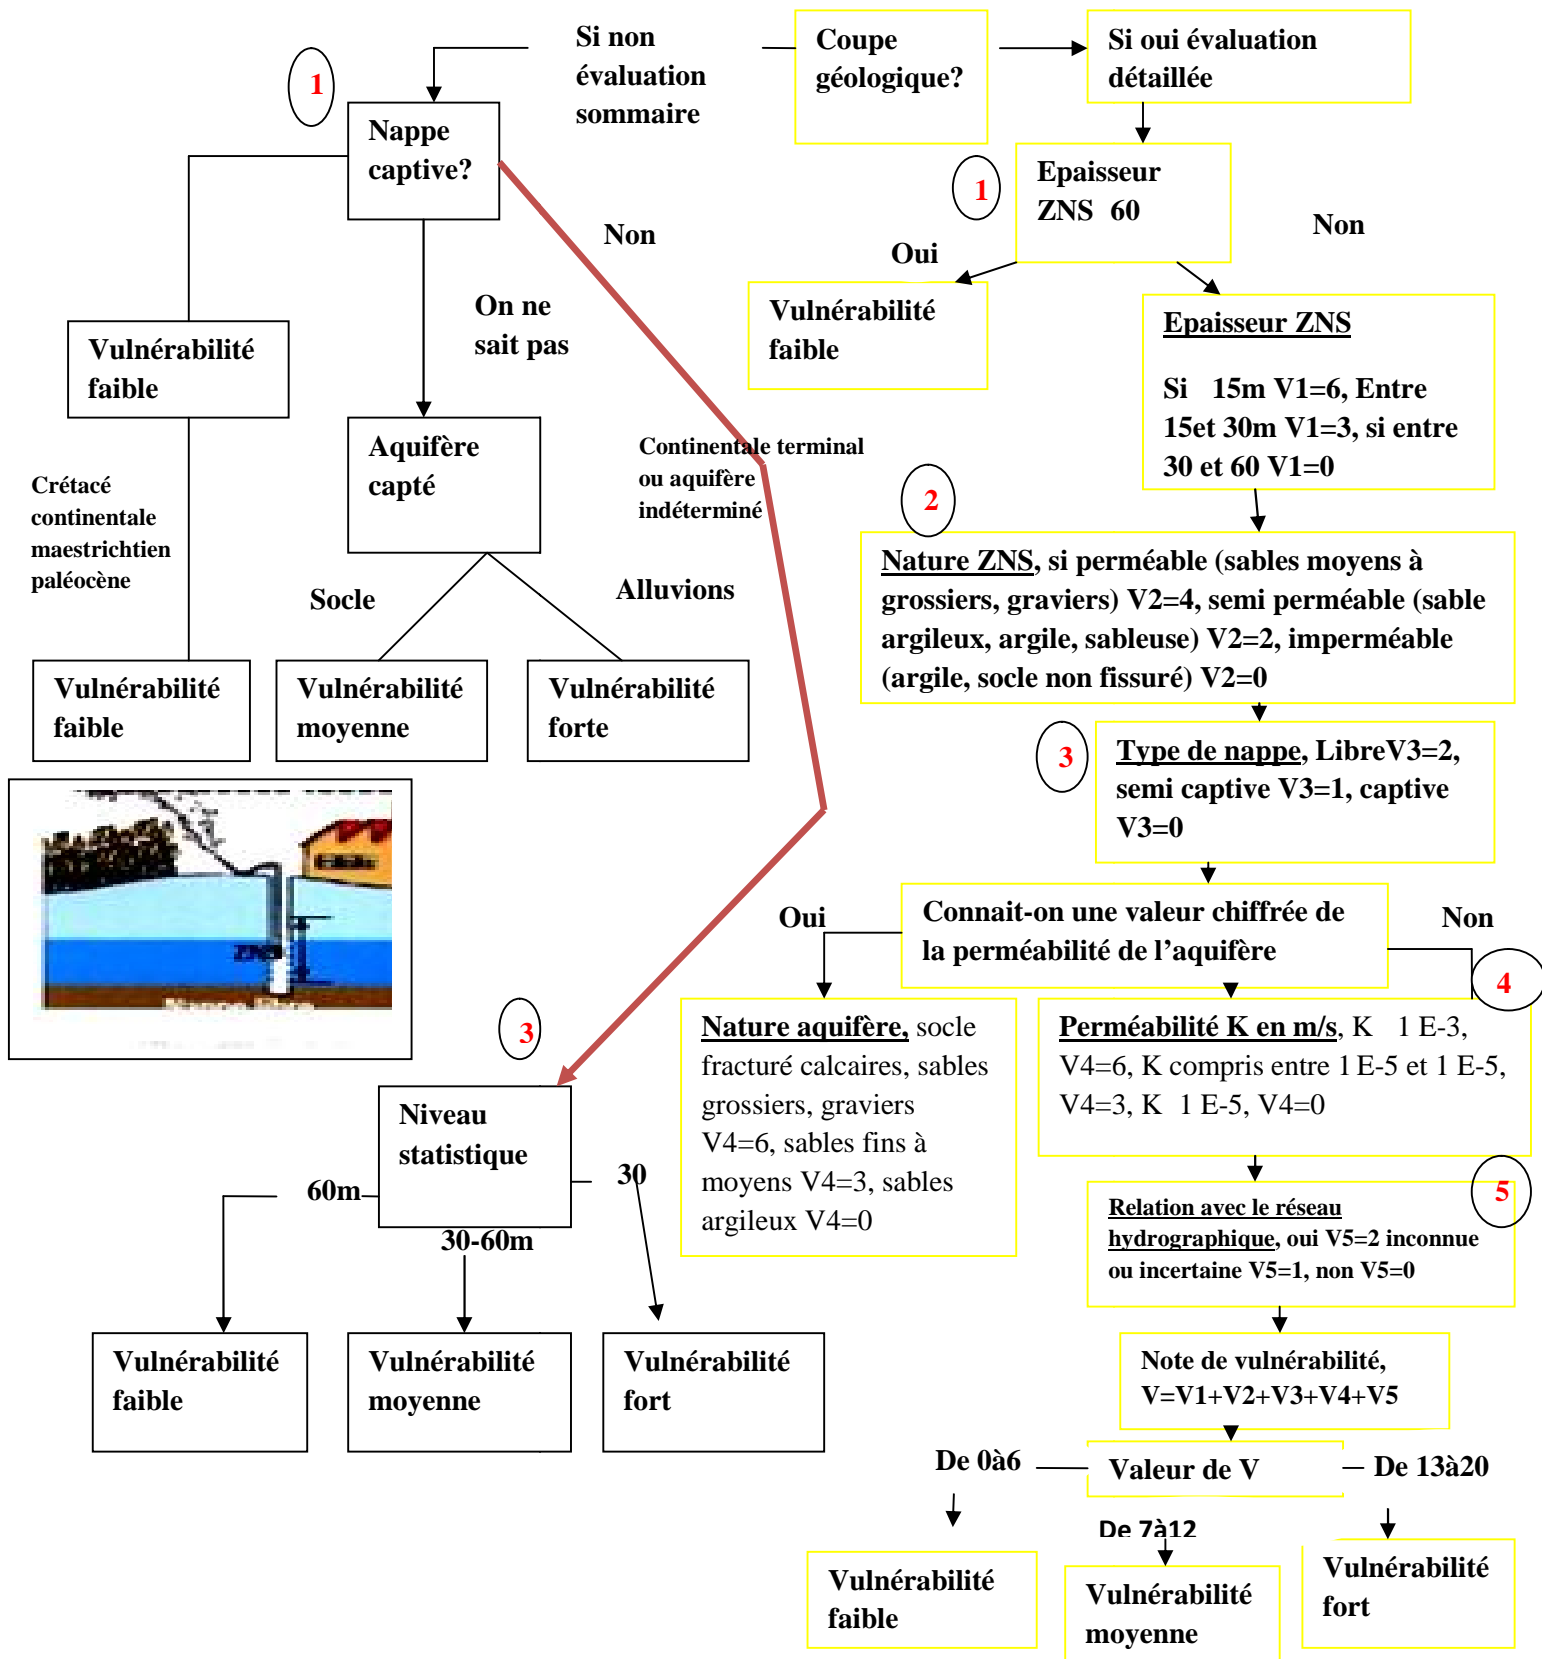 Si non
évaluation
sommaire
Coupe
géologique?
Si oui évaluation
détaillée
1
Nappe
captive?
1
Epaisseur
ZNS 60
Non
Oui
Non
On ne
sait pas
Vulnérabilité
faible
Vulnérabilité
faible
Epaisseur ZNS
Si 15m V1=6, Entre
15et 30m V1=3, si entre
30 et 60 V1=0
Aquifère
capté
Continentale terminal
ou aquifère
indéterminé
Crétacé
continentale
maestrichtien
paléocène
2
Nature ZNS, si perméable (sables moyens à
grossiers, graviers) V2=4, semi perméable (sable
argileux, argile, sableuse) V2=2, imperméable
(argile, socle non fissuré) V2=0
Socle
Alluvions
Vulnérabilité
faible
Vulnérabilité
moyenne
Vulnérabilité
forte
3
Type de nappe, LibreV3=2,
semi captive V3=1, captive
V3=0
ZNS
Oui
Connait-on une valeur chiffrée de
la perméabilité de l’aquifère
Non
4
Nature aquifère, socle
fracturé calcaires, sables
grossiers, graviers
V4=6, sables fins à
moyens V4=3, sables
argileux V4=0
Perméabilité K en m/s, K 1 E-3,
V4=6, K compris entre 1 E-5 et 1 E-5,
V4=3, K 1 E-5, V4=0
3
Niveau
statistique
60m
30
30-60m
5
Relation avec le réseau
hydrographique, oui V5=2 inconnue
ou incertaine V5=1, non V5=0
Vulnérabilité
faible
Vulnérabilité
moyenne
Vulnérabilité
fort
Note de vulnérabilité,
V=V1+V2+V3+V4+V5
De 0à6
Valeur de V
De 13à20
De 7à12
Vulnérabilité
faible
Vulnérabilité
moyenne
Vulnérabilité
fort